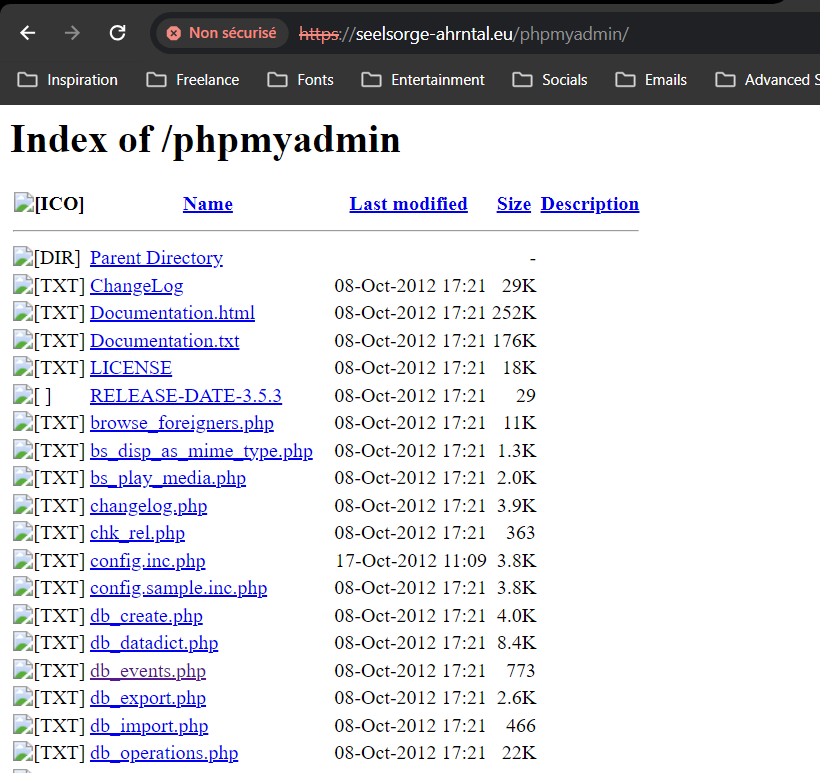 Non sécurisé https://seelsorge-ahrntal.eu/phpmyadmin/
Inspiration Freelance Fonts Entertainment Socials Emails Advanced S
Index of /phpmyadmin
[ICO] Name Last modified Size Description
[DIR] Parent Directory -
[TXT] ChangeLog 08-Oct-2012 17:21 29K
[TXT] Documentation.html 08-Oct-2012 17:21 252K
[TXT] Documentation.txt 08-Oct-2012 17:21 176K
[TXT] LICENSE 08-Oct-2012 17:21 18K
[ ] RELEASE-DATE-3.5.3 08-Oct-2012 17:21 29
[TXT] browse_foreigners.php 08-Oct-2012 17:21 11K
[TXT] bs_disp_as_mime_type.php 08-Oct-2012 17:21 1.3K
[TXT] bs_play_media.php 08-Oct-2012 17:21 2.0K
[TXT] changelog.php 08-Oct-2012 17:21 3.9K
[TXT] chk_rel.php 08-Oct-2012 17:21 363
[TXT] config.inc.php 17-Oct-2012 11:09 3.8K
[TXT] config.sample.inc.php 08-Oct-2012 17:21 3.8K
[TXT] db_create.php 08-Oct-2012 17:21 4.0K
[TXT] db_datadict.php 08-Oct-2012 17:21 8.4K
[TXT] db_events.php 08-Oct-2012 17:21 773
[TXT] db_export.php 08-Oct-2012 17:21 2.6K
[TXT] db_import.php 08-Oct-2012 17:21 466
[TXT] db_operations.php 08-Oct-2012 17:21 22K